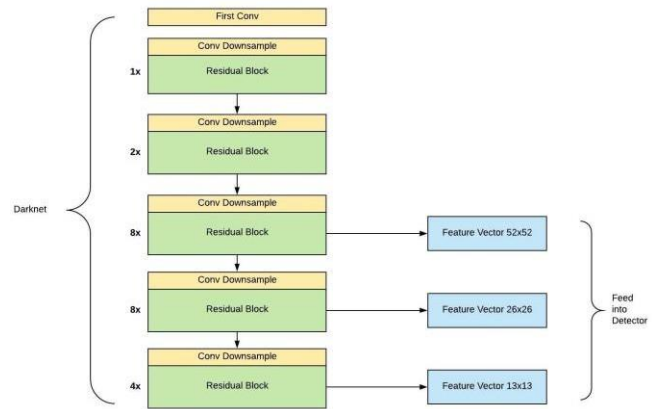 First Conv
Conv Downsample
1x
Residual Block
Conv Downsample
2x
Residual Block
Darknet
Conv Downsample
8x
Residual Block
Feature Vector 52x52
Conv Downsample
8x
Residual Block
Feature Vector 26x26
Feed
into
Detector
Conv Downsample
4x
Residual Block
Feature Vector 13x13